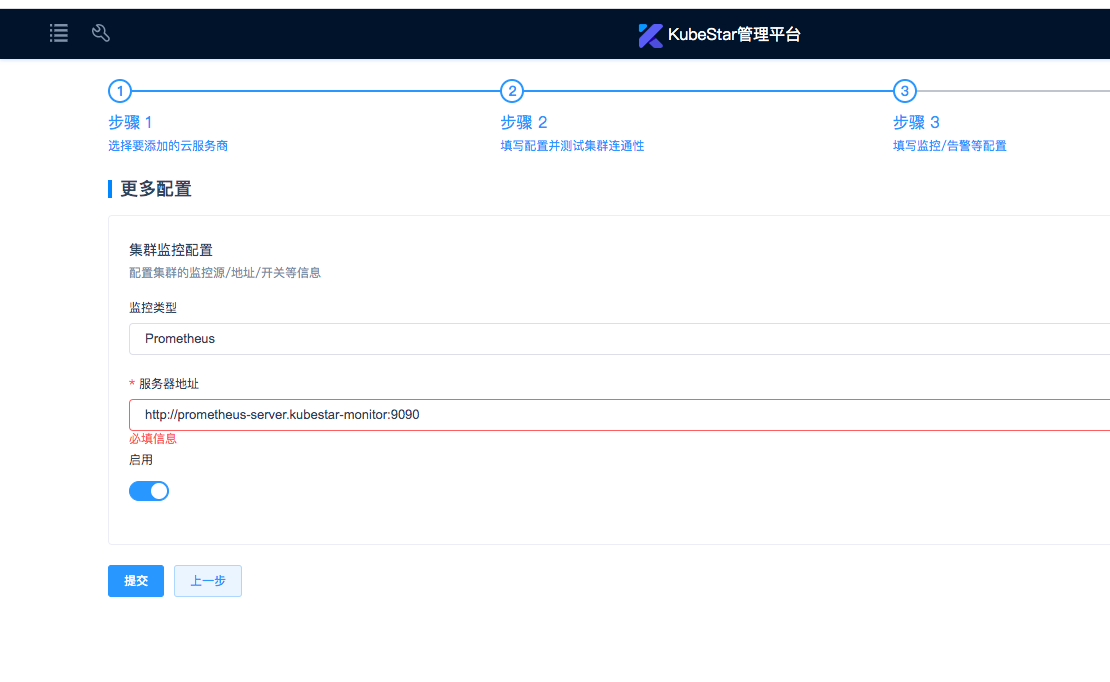 KubeStar管理平台
1
2
3
步骤 1
步骤 2
步骤 3
选择要添加的云服务商
填写配置并测试集群连通性
填写监控/告警等配置
更多配置
集群监控配置
配置集群的监控源/地址/开关等信息
监控类型
Prometheus
* 服务器地址
http://prometheus-server.kubestar-monitor:9090
必填信息
启用
提交
上一步